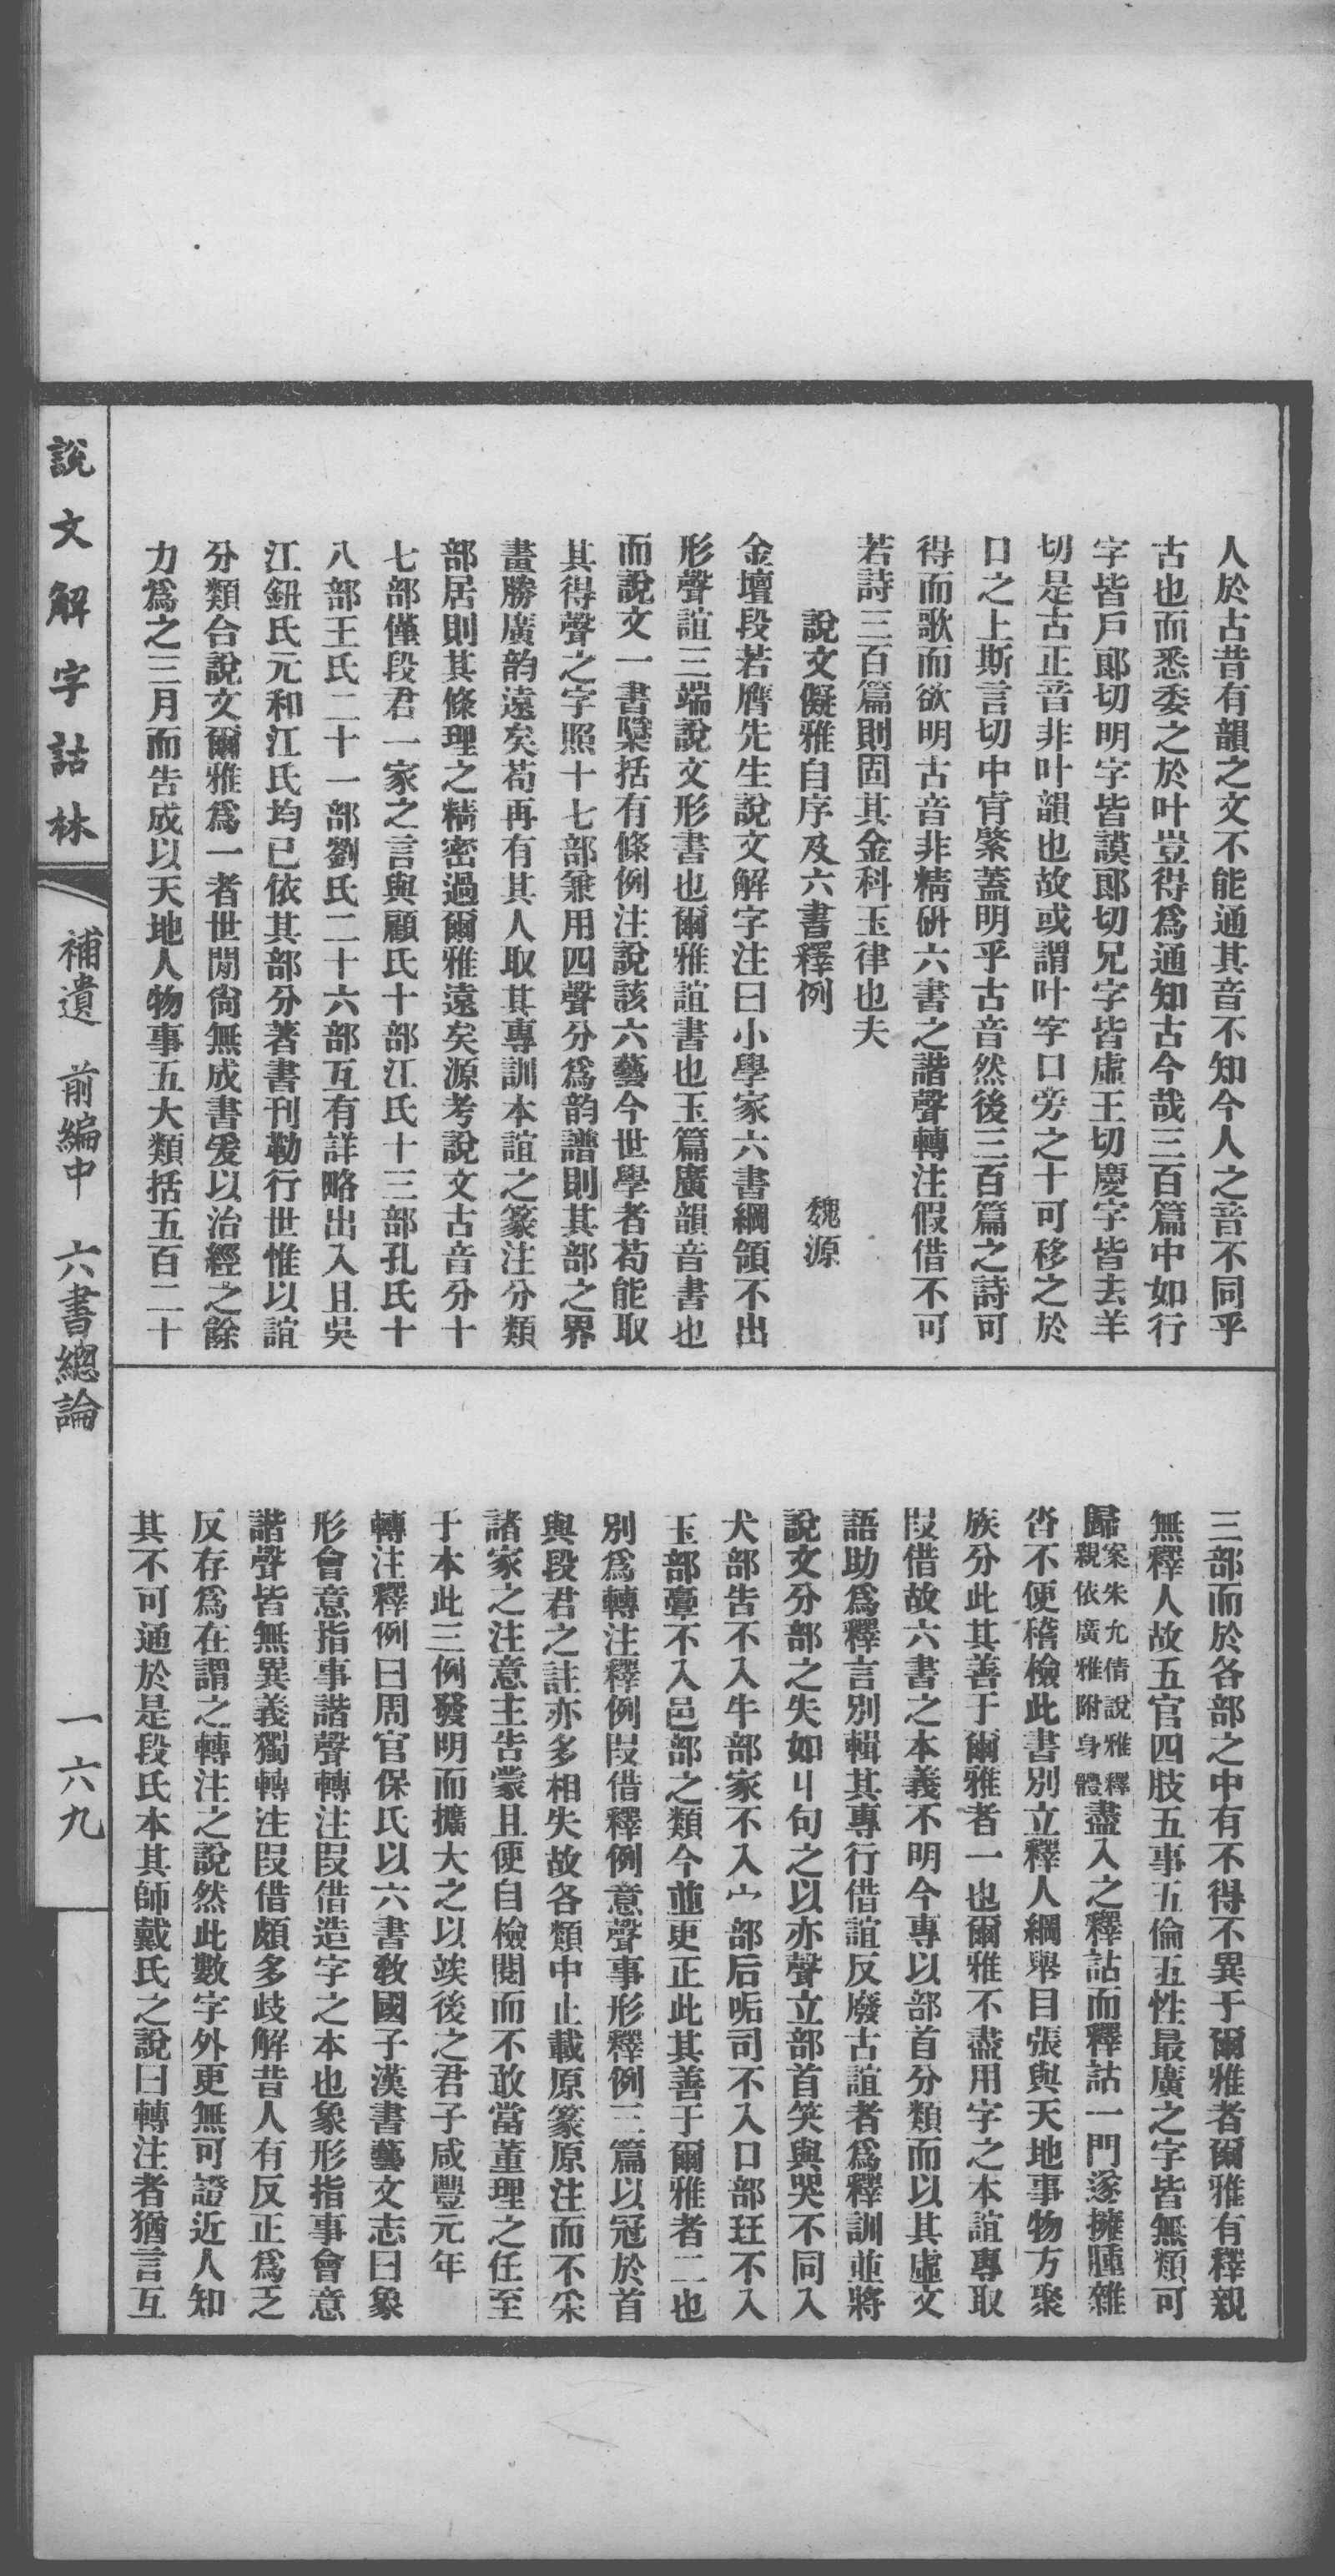 人於古昔有韻之文不能通其音不知今人之音不同乎
古也而悉委之於叶豈得爲通知古今哉三百篇中如行
字皆戶郎切明字皆謨郎切兄字皆虛王切慶字皆去羊
切是古正音非叶韻也故或謂叶字口旁之十可移之於
口之上斯言切中肯綮蓋明乎古音然後三百篇之詩可
得而歌而欲明古音非精硏六書之諧聲轉注假借不可
若詩三百篇則固其金科玉律也夫
說文儗雅自序及六書釋例　魏源
金壇段若膺先生說文解字注曰小學家六書綱領不出
形聲誼三端說文形書也爾雅誼書也玉篇廣韻音書也
而說文一書檃括有條例注說該六藝今世學者苟能取
其得聲之字照十七部兼用四聲分爲韵譜則其部之界
畫勝廣韵遠矣苟再有其人取其專訓本誼之篆注分類
部居則其條理之精密過爾雅遠矣源考說文古音分十
七部僅段君一家之言與顧氏十部江氏十三部孔氏十
八部王氏二十一部劉氏二十六部互有詳略出入且吳
江鈕氏元和江氏均已依其部分著書刊勒行世惟以誼
分類合說文爾雅爲一者世閒尙無成書爰以治經之餘
力爲之三月而告成以天地人物事五大類括五百二十
三部而於各部之中有不得不異于爾雅者爾雅有釋親
無釋人故五官四肢五事五倫五性最廣之字皆無類可
歸案朱允倩說雅釋親依廣雅附身體盡入之釋詁而釋詁一門遂擁腫雜
沓不便稽檢此書別立釋人綱舉目張與天地事物方聚
族分此其善于爾雅者一也爾雅不盡用字之本誼專取
叚借故六書之本義不明今專以部首分類而以其虛文
語助爲釋言別輯其專行借誼反廢古誼者爲釋訓並將
說文分部之失如丩句之以亦聲立部首笑與哭不同入
犬部告不入牛部家不入宀部后咶司不入口部玨不入
玉部𩫖不入邑部之類今並更正此其善于爾雅者二也
別爲轉注釋例叚借釋例意聲事形釋例三篇以冠於首
與段君之註亦多相失故各類中止載原篆原注而不采
諸家之注意主告蒙且便自檢閱而不敢當董理之任至
于本此三例發明而擴大之以竢後之君子咸豐元年
轉注釋例曰周官保氏以六書敎國子漢書藝文志曰象
形會意指事諧聲轉注叚借造字之本也象形指事會意
諧聲皆無異義獨轉注叚借頗多歧解昔人有反正爲乏
反存爲在謂之轉注之說然此數字外更無可證近人知
其不可通於是段氏本其師戴氏之說曰轉注者猶言互
說文解字詁林
補遺　前編中　六書總論
一六九